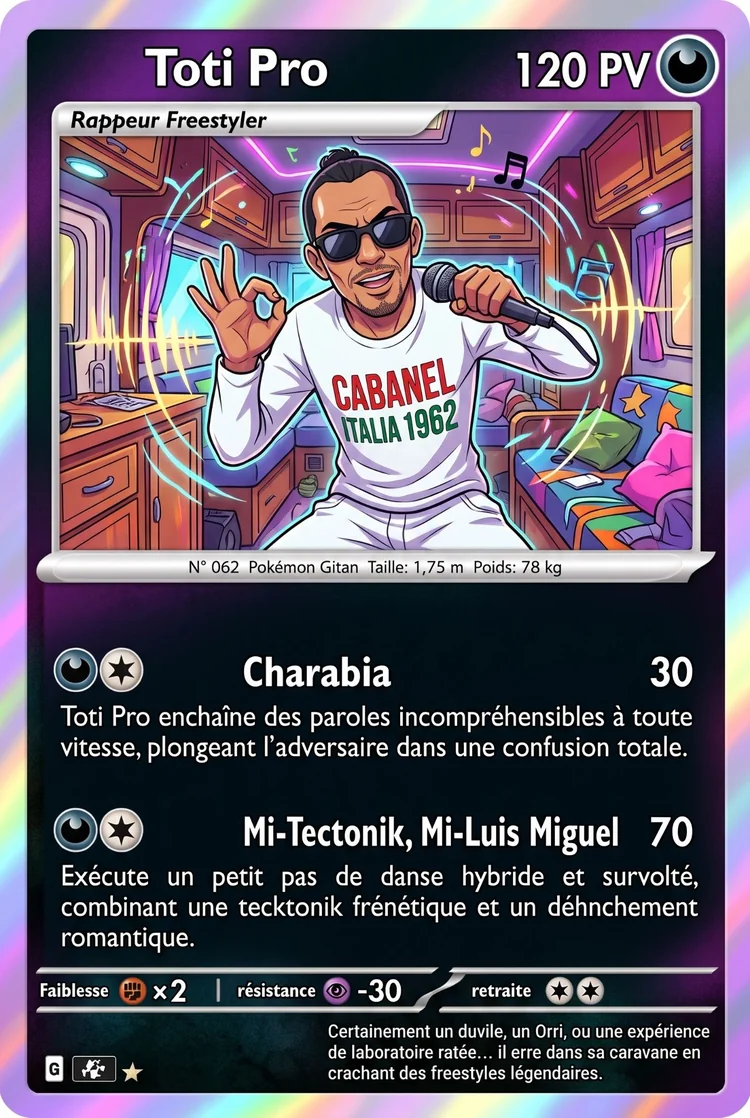 Toti Pro 120 PV
Rappeur Freestyler
CABANEL
ITALIA 1962
N° 062 Pokémon Gitan Taille: 1,75 m Poids: 78 kg
Charabia 30
Toti Pro enchaîne des paroles incompréhensibles à toute
vitesse, plongeant l'adversaire dans une confusion totale.
Mi-Tectonik, Mi-Luis Miguel 70
Exécute un petit pas de danse hybride et survolté,
combinant une tecktonik frénétique et un déhnchement
romantique.
Faiblesse x2 | résistance -30 retraite
Certainement un duvile, un Orri, ou une expérience
de laboratoire ratée... il erre dans sa caravane en
crachant des freestyles légendaires.
G